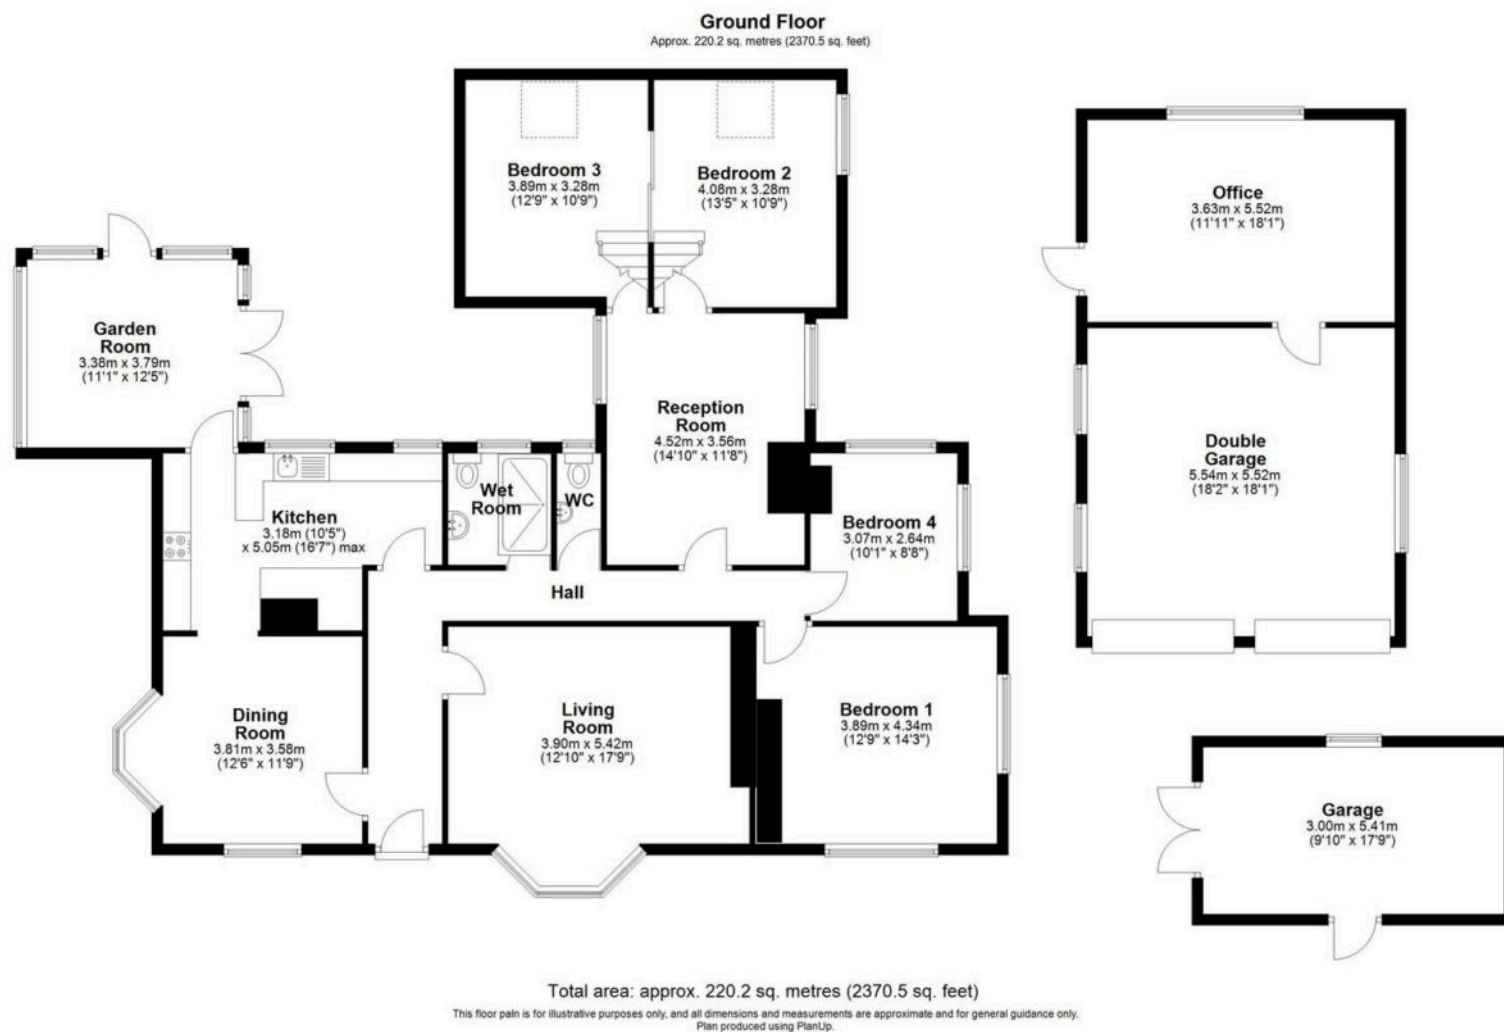 Ground Floor
Approx. 220.2 sq. metres (2370.5 sq. feet)
Bedroom 3
3.89m x 3.28m
(12'9" x 10'9")
Bedroom 2
4.08m x 3.28m
(13'5" x 10'9")
Office
3.63m x 5.52m
(11'11" x 18'1")
Garden
Room
3.38m x 3.79m
(11'1" x 12'5")
Reception
Room
4.52m x 3.56m
(14'10" x 11'8")
Double
Garage
5.54m x 5.52m
(18'2" x 18'1")
Kitchen
3.18m (10'5")
x 5.05m (16'7") max
Wet
Room
WC
Bedroom 4
3.07m x 2.64m
(10'1" x 8'8")
Hall
Dining
Room
3.81m x 3.58m
(12'6" x 11'9")
Living
Room
3.90m x 5.42m
(12'10" x 17'9")
Bedroom 1
3.89m x 4.34m
(12'9" x 14'3")
Garage
3.00m x 5.41m
(9'10" x 17'9")
Total area: approx. 220.2 sq. metres (2370.5 sq. feet)
This floor paln is for illustrative purposes only, and all dimensions and measurements are approximate and for general guidance only.
Plan produced using PlanUp.